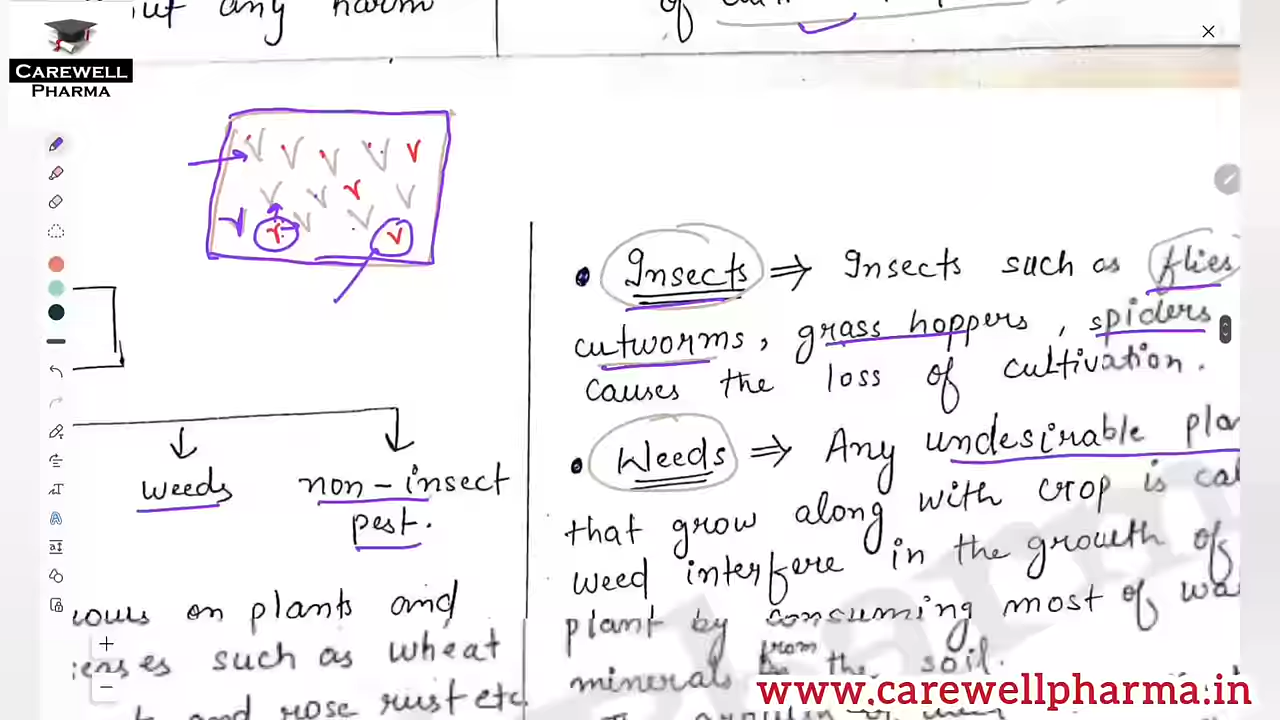 any harm
of
CAREWELL
PHARMA
V V V V V
V V V V
V V V V V
weeds
non-insect
pest.
on plants and
such as wheat
and rose rust etc
• Insects ⇒ Insects such as flies
cutworms, grass hoppers, spiders
causes the loss of cultivation.
• Weeds ⇒ Any undesirable
that grow along with crop is
weed interfere in the growth of
plant by consuming most of
from
minerals the soil.
www.carewellpharma.in